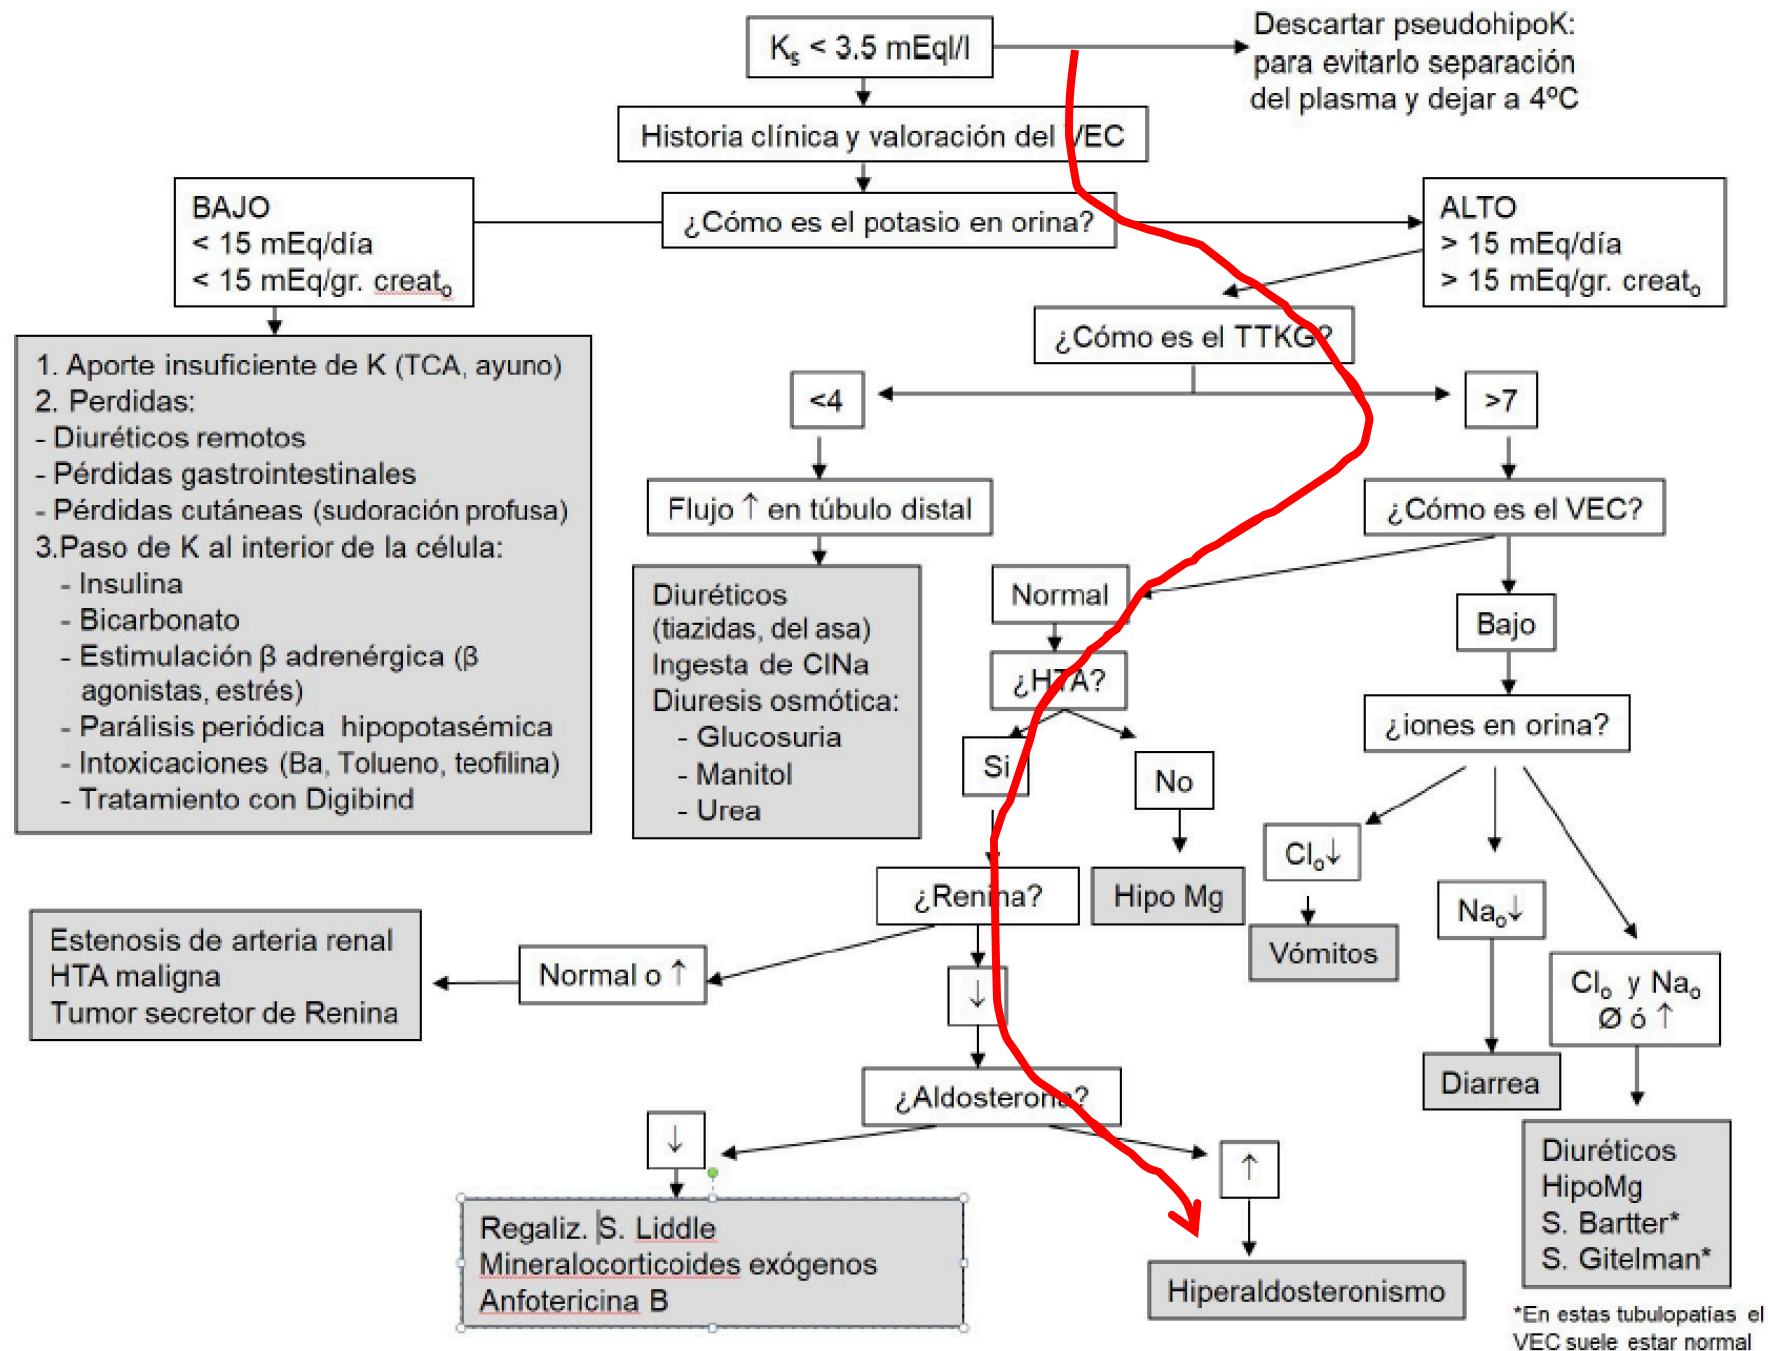 Ks < 3.5 mEql/l
Descartar pseudohipoK:
para evitarlo separación
del plasma y dejar a 4ºC
Historia clínica y valoración del VEC
¿Cómo es el potasio en orina?
BAJO
< 15 mEq/día
< 15 mEq/gr. creato
ALTO
> 15 mEq/día
> 15 mEq/gr. creato
1. Aporte insuficiente de K (TCA, ayuno)
2. Perdidas:
- Diuréticos remotos
- Pérdidas gastrointestinales
- Pérdidas cutáneas (sudoración profusa)
3.Paso de K al interior de la célula:
- Insulina
- Bicarbonato
- Estimulación β adrenérgica (β
agonistas, estrés)
- Parálisis periódica hipopotasémica
- Intoxicaciones (Ba, Tolueno, teofilina)
- Tratamiento con Digibind
¿Cómo es el TTKG?
<4
>7
Flujo ↑ en túbulo distal
¿Cómo es el VEC?
Diuréticos
(tiazidas, del asa)
Ingesta de ClNa
Diuresis osmótica:
- Glucosuria
- Manitol
- Urea
Normal
Bajo
¿HTA?
¿iones en orina?
Si
No
Clo↓
Nao↓
Clo y Nao
Ø ó ↑
¿Renina?
Hipo Mg
Vómitos
Diarrea
Estenosis de arteria renal
HTA maligna
Tumor secretor de Renina
Normal o ↑
↓
¿Aldosterona?
↓
↑
Regaliz. S. Liddle
Mineralocorticoides exógenos
Anfotericina B
Hiperaldosteronismo
Diuréticos
HipoMg
S. Bartter*
S. Gitelman*
*En estas tubulopatías el
VEC suele estar normal